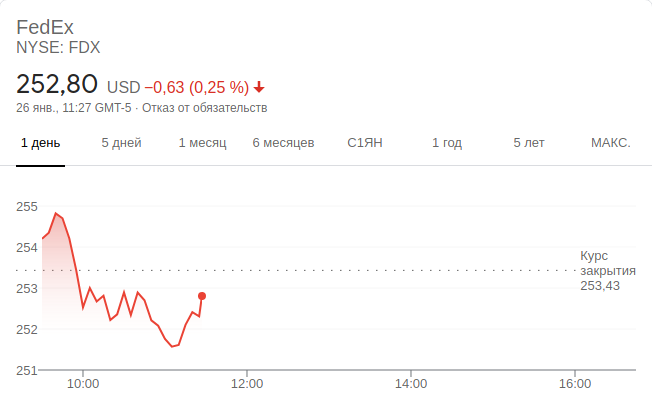 FedEx
NYSE: FDX
252,80 USD −0,63 (0,25 %)
26 янв., 11:27 GMT-5 · Отказ от обязательств
1 день 5 дней 1 месяц 6 месяцев С1ЯН 1 год 5 лет МАКС.
255
254
253
252
251
Курс
закрытия
253,43
10:00 12:00 14:00 16:00